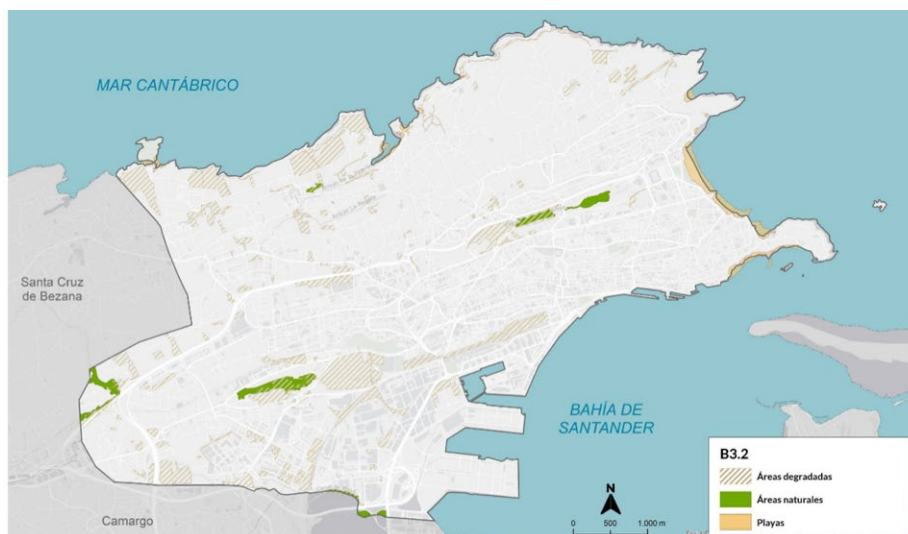 MAR CANTÁBRICO
Santa Cruz
de Bezana
BAHÍA DE
SANTANDER
Camargo
B3.2
Áreas degradadas
Áreas naturales
Playas
N
0 500 1.000 m